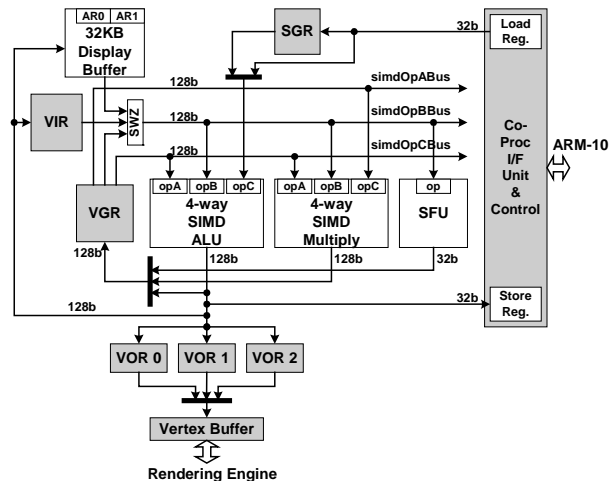 AR0 AR1
32KB
Display
Buffer
SGR
32b
Load
Reg.
128b
simdOpABus
VIR
SWZ
128b
simdOpBBus
128b
simdOpCBus
Co-
Proc
I/F
Unit
&
Control
ARM-10
VGR
opA opB opC
4-way
SIMD
ALU
opA opB opC
4-way
SIMD
Multiply
op
SFU
128b
128b
128b
32b
128b
32b
Store
Reg.
VOR 0
VOR 1
VOR 2
Vertex Buffer
Rendering Engine